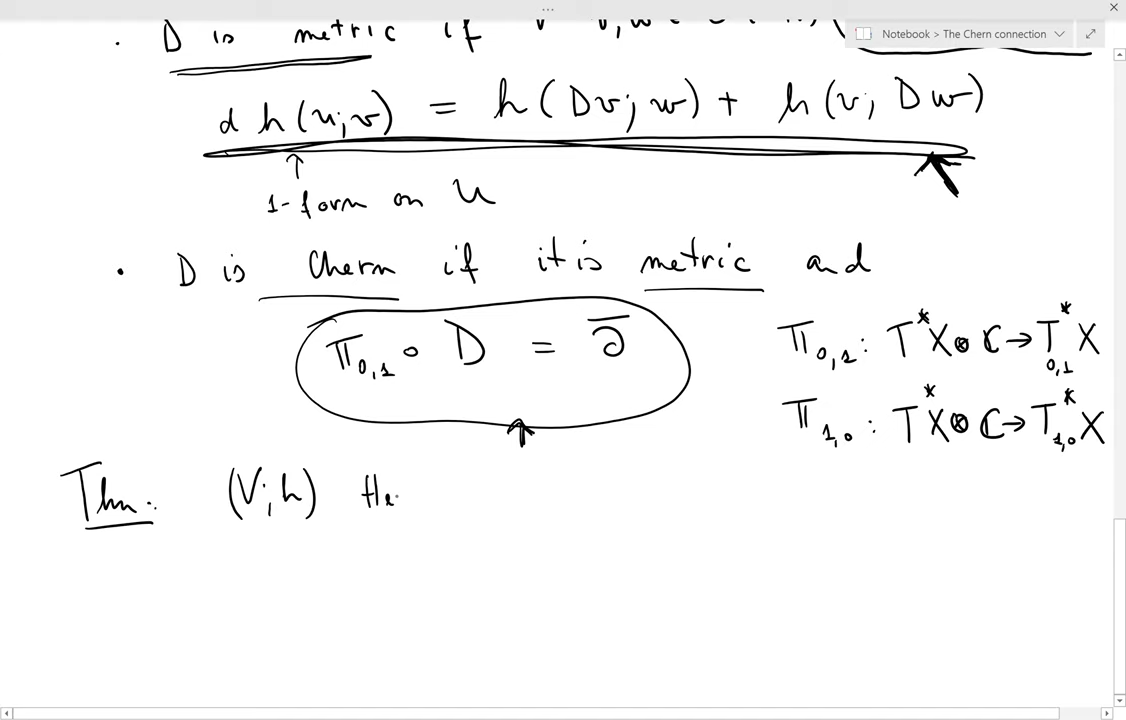 · D is metric if
Notebook > The Chern connection
d h(u;v) = h(Dv; w) + h(v; Dw)
↑
1-form on U
· D is Chern if it is metric and
π₀,₁ ∘ D = ∂̄
π₀,₁ : T*X⊗ℂ → T*₀,₁X
π₁,₀ : T*X⊗ℂ → T*₁,₀X
Thm: (V; h) He